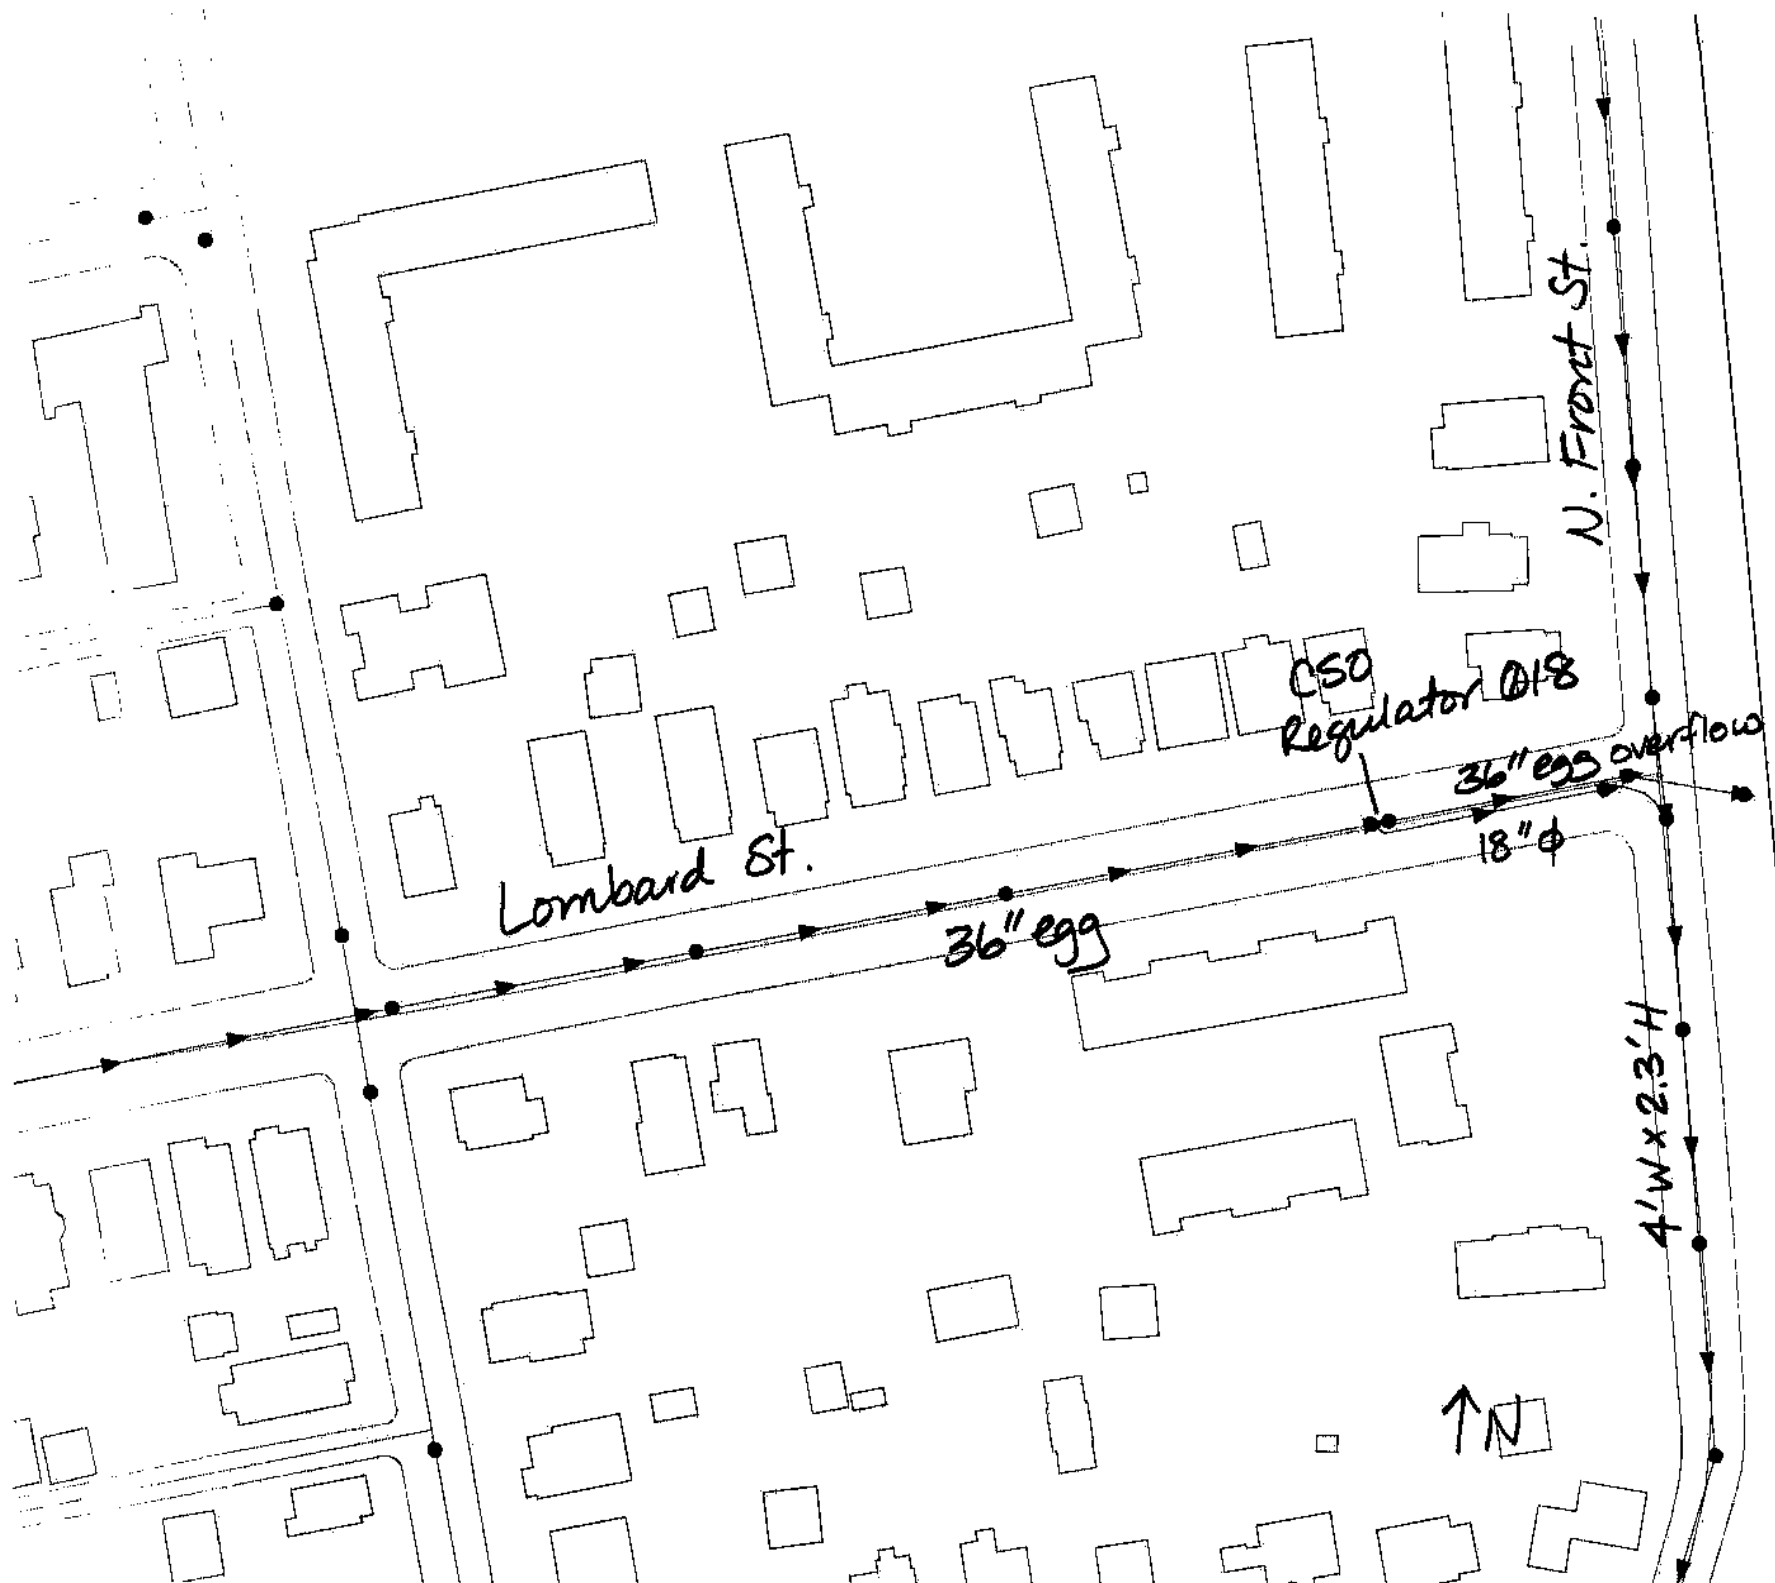 N. Front St.
CSO
Regulator 018
36" egg overflow
18" ϕ
Lombard St.
36" egg
4'W x 2.3'H
↑N